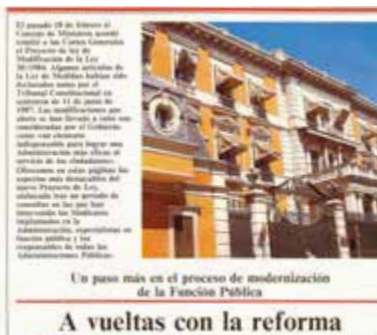 El pasado 18 de febrero el
Consejo de Ministros acordó
remitir a las Cortes Generales
el Proyecto de ley de
Modificación de la Ley
30/1984. Algunos artículos de
la Ley de Medidas habían sido
declarados nulos por el
Tribunal Constitucional en
sentencia de 11 de junio de
1987. Las modificaciones que
ahora se han llevado a cabo son
consideradas por el Gobierno
como «un elemento
indispensable para lograr una
Administración más eficaz al
servicio de los ciudadanos».
Ofrecemos en estas páginas los
aspectos más destacables del
nuevo Proyecto de Ley,
elaborado tras un periodo de
consultas en las que han
intervenido los Sindicatos
implantados en la
Administración, especialistas en
función pública y los
responsables de todas las
Administraciones Públicas.
Un paso más en el proceso de modernización
de la Función Pública
A vueltas con la reforma